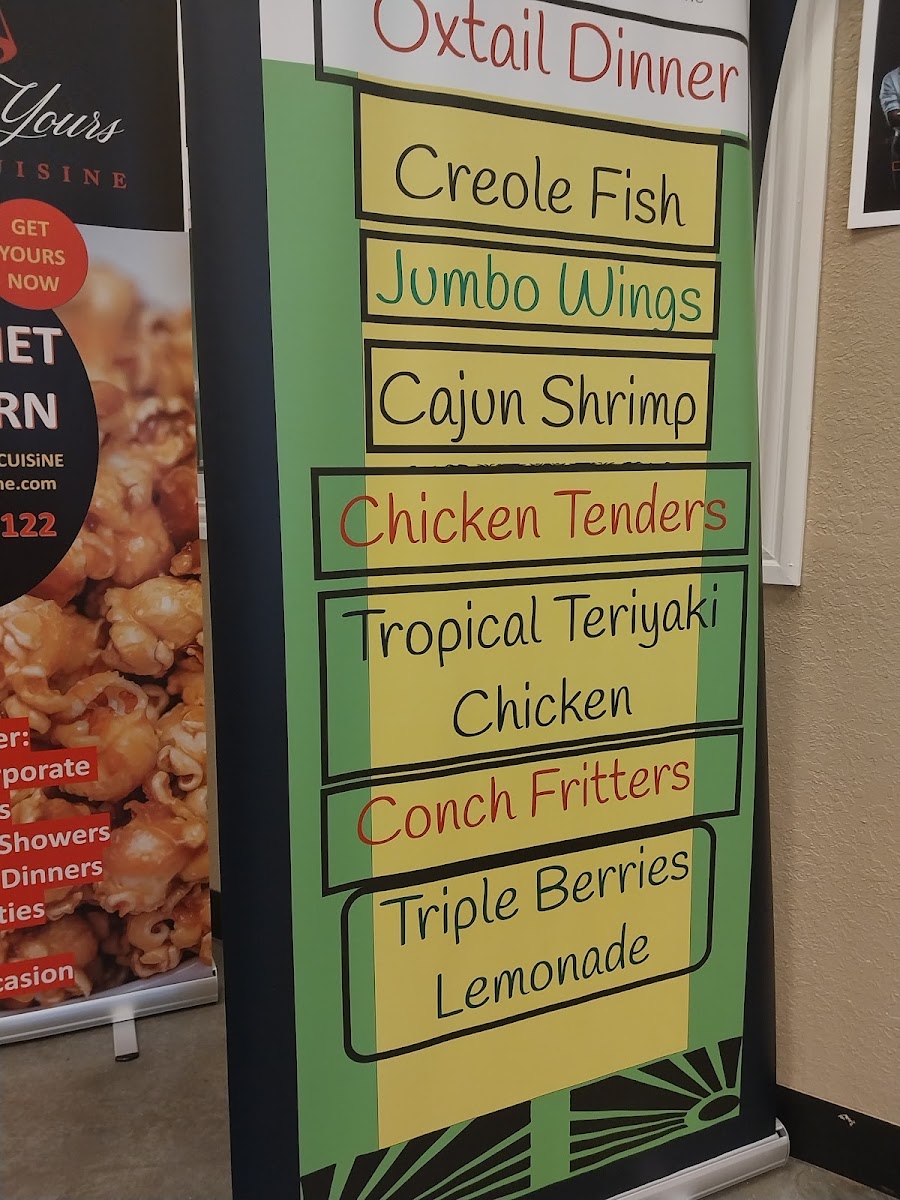 Yours
UISINE
GET
YOURS
NOW
ET
RN
CUISiNE
ne.com
122
er:
rporate
s
Showers
Dinners
ties
casion
Oxtail Dinner
Creole Fish
Jumbo Wings
Cajun Shrimp
Chicken Tenders
Tropical Teriyaki
Chicken
Conch Fritters
Triple Berries
Lemonade